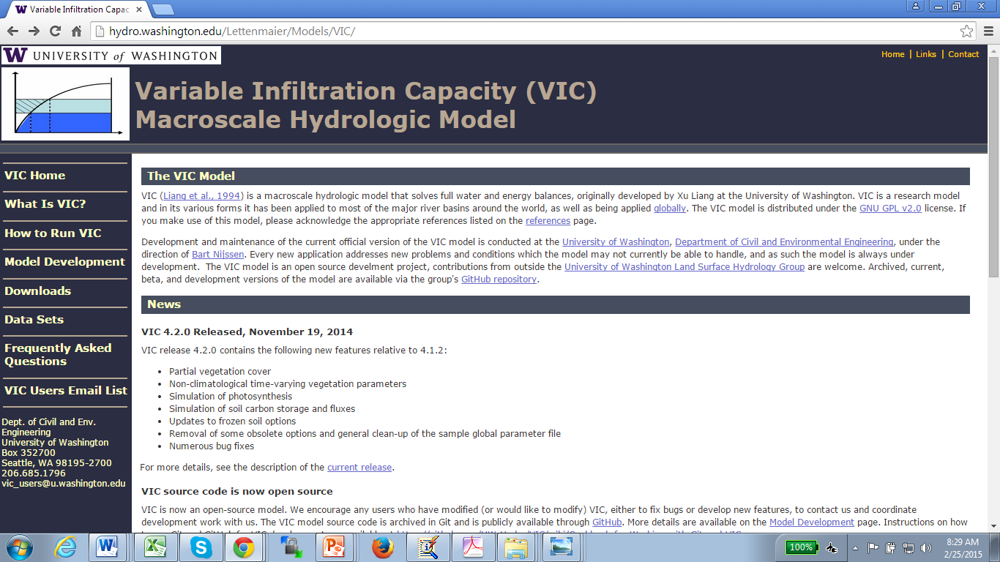 Variable Infiltration Capac
hydro.washington.edu/Lettenmaier/Models/VIC/
W UNIVERSITY of WASHINGTON
Home | Links | Contact
Variable Infiltration Capacity (VIC)
Macroscale Hydrologic Model
VIC Home
What Is VIC?
How to Run VIC
Model Development
Downloads
Data Sets
Frequently Asked
Questions
VIC Users Email List
Dept. of Civil and Env.
Engineering
University of Washington
Box 352700
Seattle, WA 98195-2700
206.685.1796
vic_users@u.washington.edu
The VIC Model
VIC (Liang et al., 1994) is a macroscale hydrologic model that solves full water and energy balances, originally developed by Xu Liang at the University of Washington. VIC is a research model
and in its various forms it has been applied to most of the major river basins around the world, as well as being applied globally. The VIC model is distributed under the GNU GPL v2.0 license. If
you make use of this model, please acknowledge the appropriate references listed on the references page.
Development and maintenance of the current official version of the VIC model is conducted at the University of Washington, Department of Civil and Environmental Engineering, under the
direction of Bart Nijssen. Every new application addresses new problems and conditions which the model may not currently be able to handle, and as such the model is always under
development. The VIC model is an open source develment project, contributions from outside the University of Washington Land Surface Hydrology Group are welcome. Archived, current,
beta, and development versions of the model are available via the group's GitHub repository.
News
VIC 4.2.0 Released, November 19, 2014
VIC release 4.2.0 contains the following new features relative to 4.1.2:
• Partial vegetation cover
• Non-climatological time-varying vegetation parameters
• Simulation of photosynthesis
• Simulation of soil carbon storage and fluxes
• Updates to frozen soil options
• Removal of some obsolete options and general clean-up of the sample global parameter file
• Numerous bug fixes
For more details, see the description of the current release.
VIC source code is now open source
VIC is now an open-source model. We encourage any users who have modified (or would like to modify) VIC, either to fix bugs or develop new features, to contact us and coordinate
development work with us. The VIC model source code is archived in Git and is publicly available through GitHub. More details are available on the Model Development page. Instructions on how
100%
8:29 AM
2/25/2015